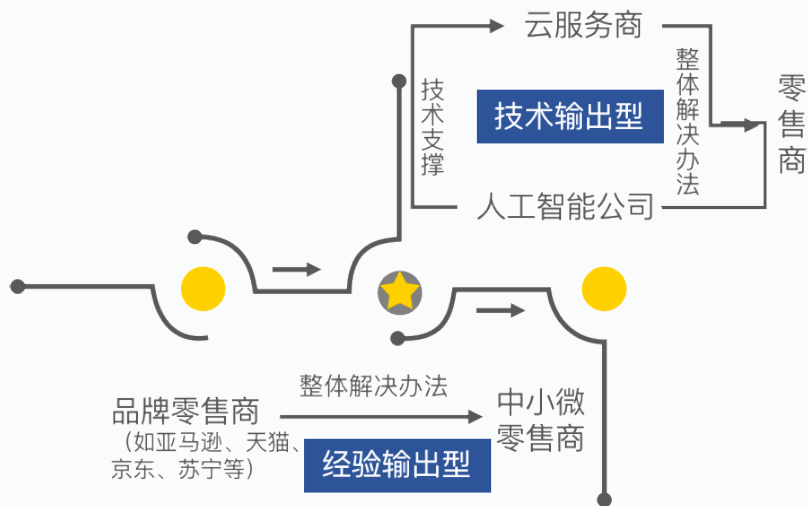 云服务商
技术支撑
技术输出型
整体解决办法
零售商
人工智能公司
整体解决办法
品牌零售商
（如亚马逊、天猫、
京东、苏宁等）
中小微
零售商
经验输出型